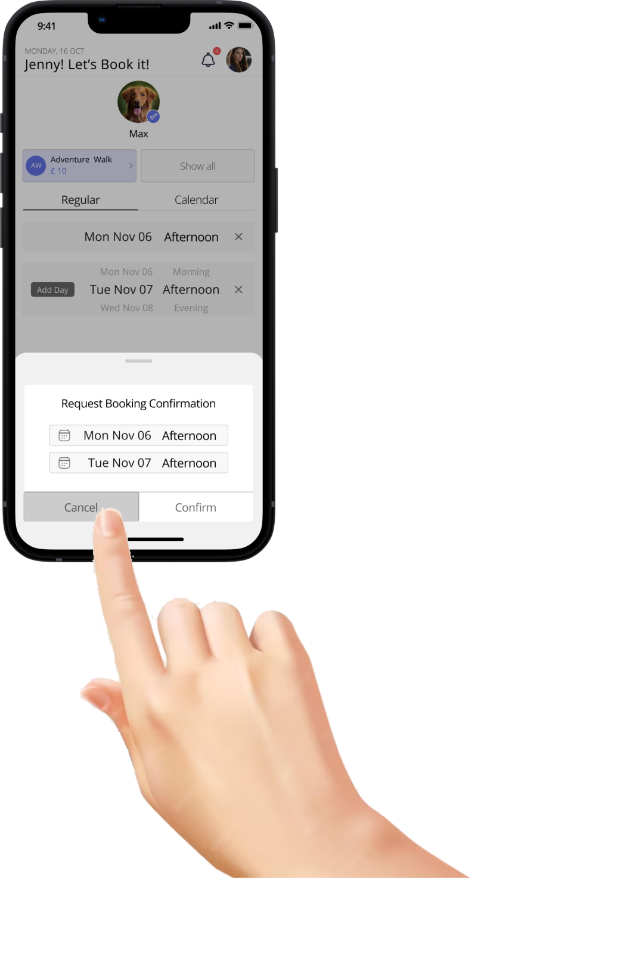 9:41
MONDAY, 16 OCT
Jenny! Let's Book it!
Max
AW
Adventure Walk
£ 10
Show all
Regular
Calendar
Mon Nov 06 Afternoon
Mon Nov 06 Morning
Add Day Tue Nov 07 Afternoon
Wed Nov 08 Evening
Request Booking Confirmation
Mon Nov 06 Afternoon
Tue Nov 07 Afternoon
Cancel
Confirm